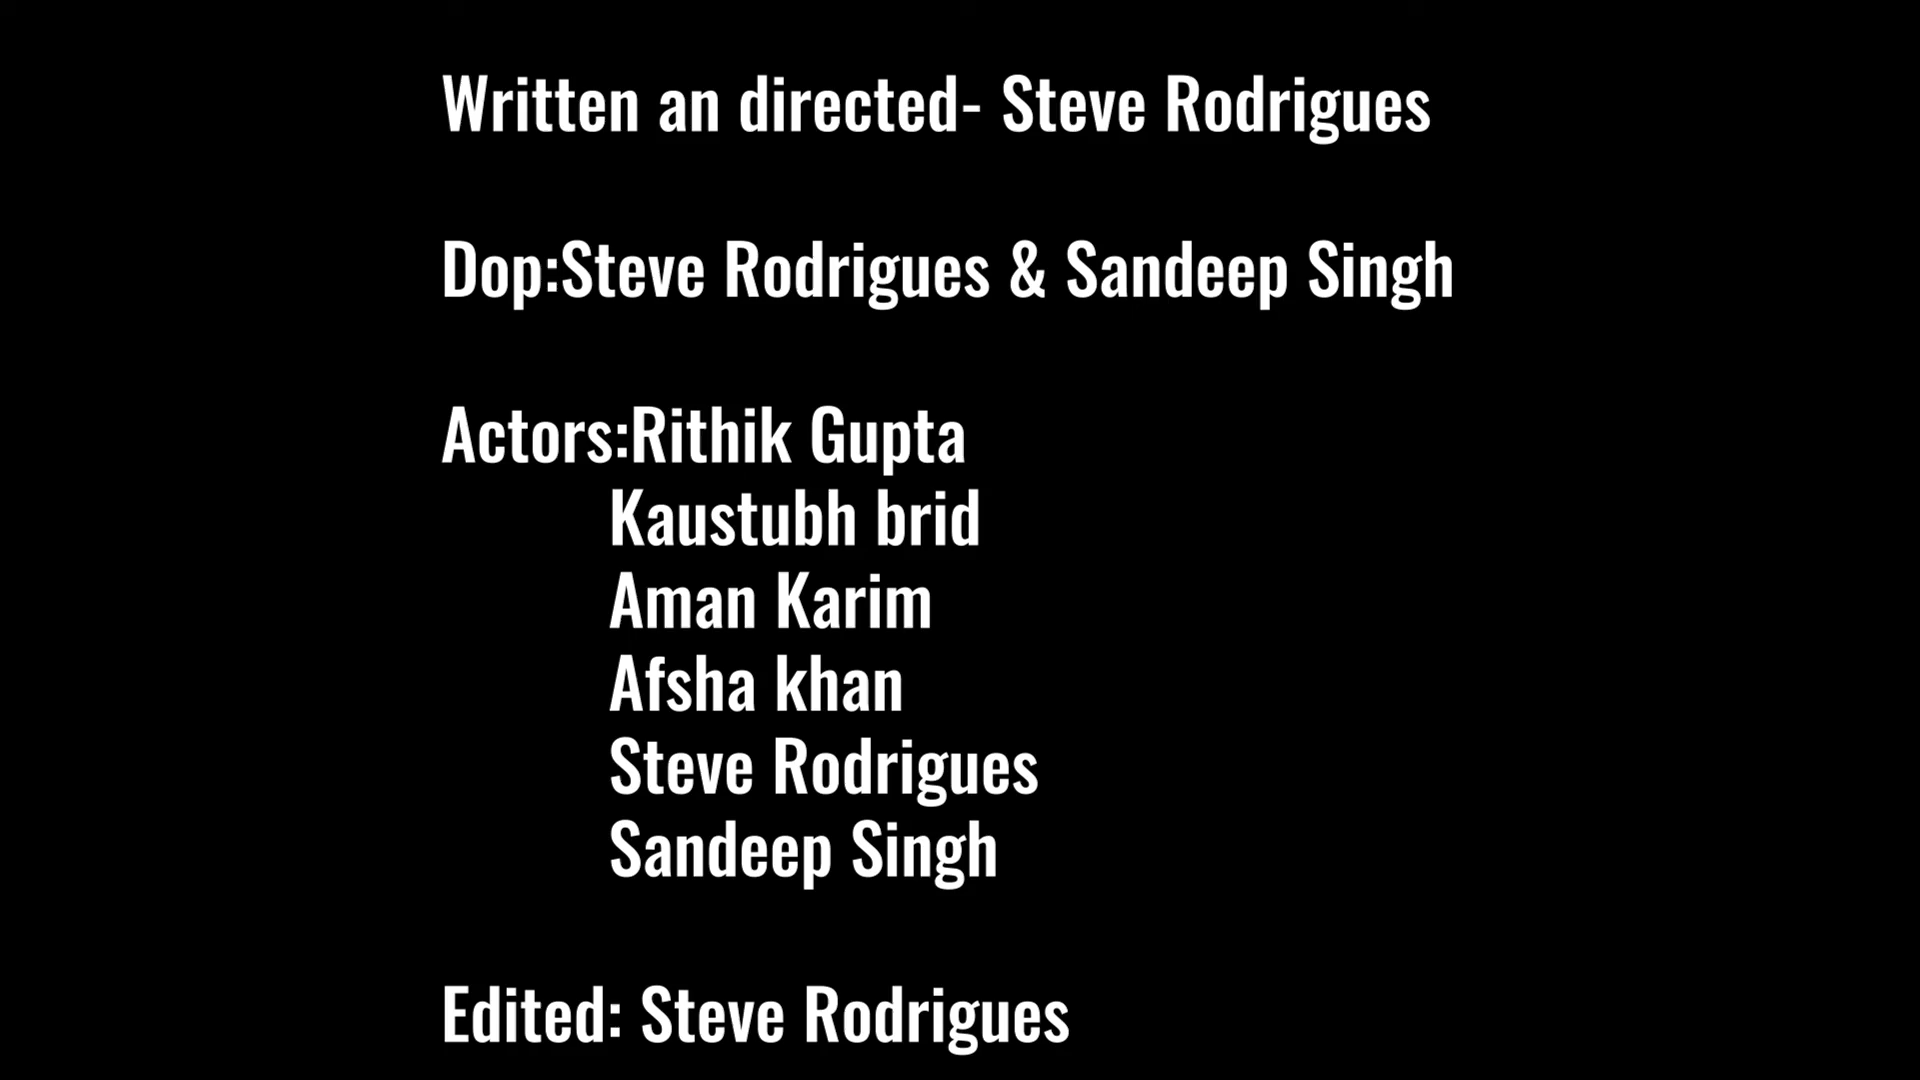 Written an directed- Steve Rodrigues
Dop:Steve Rodrigues & Sandeep Singh
Actors:Rithik Gupta
Kaustubh brid
Aman Karim
Afsha khan
Steve Rodrigues
Sandeep Singh
Edited: Steve Rodrigues